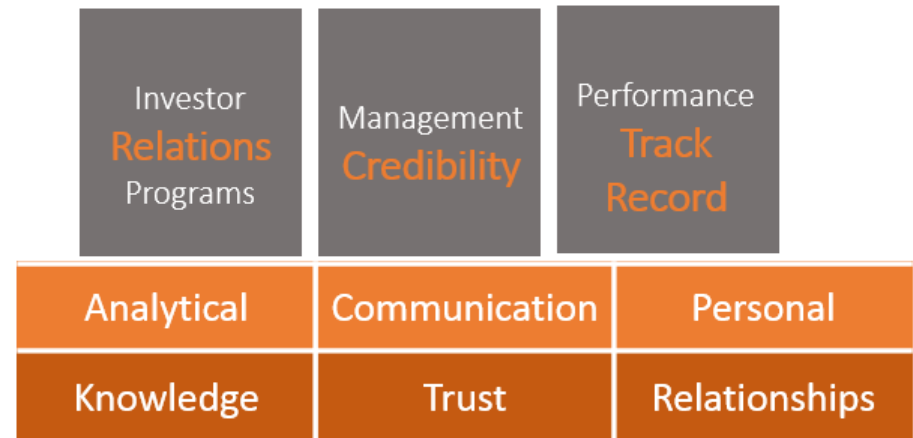 Investor
Relations
Programs
Management
Credibility
Performance
Track
Record
Analytical
Communication
Personal
Knowledge
Trust
Relationships